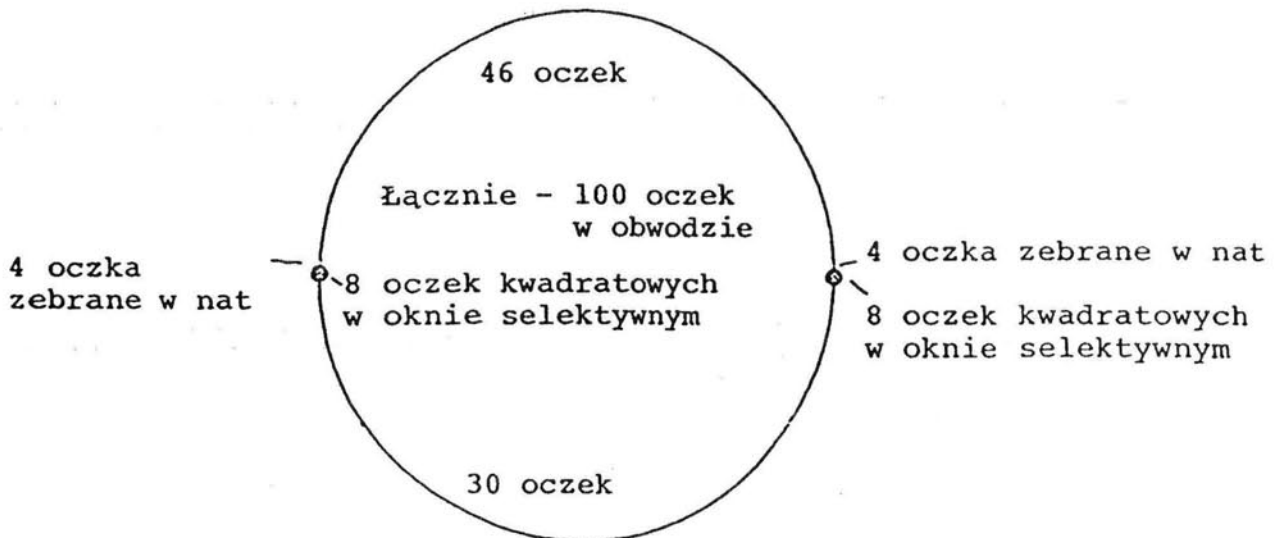 46 oczek
Łącznie - 100 oczek
w obwodzie
4 oczka
zebrane w nat
8 oczek kwadratowych
w oknie selektywnym
4 oczka zebrane w nat
8 oczek kwadratowych
w oknie selektywnym
30 oczek